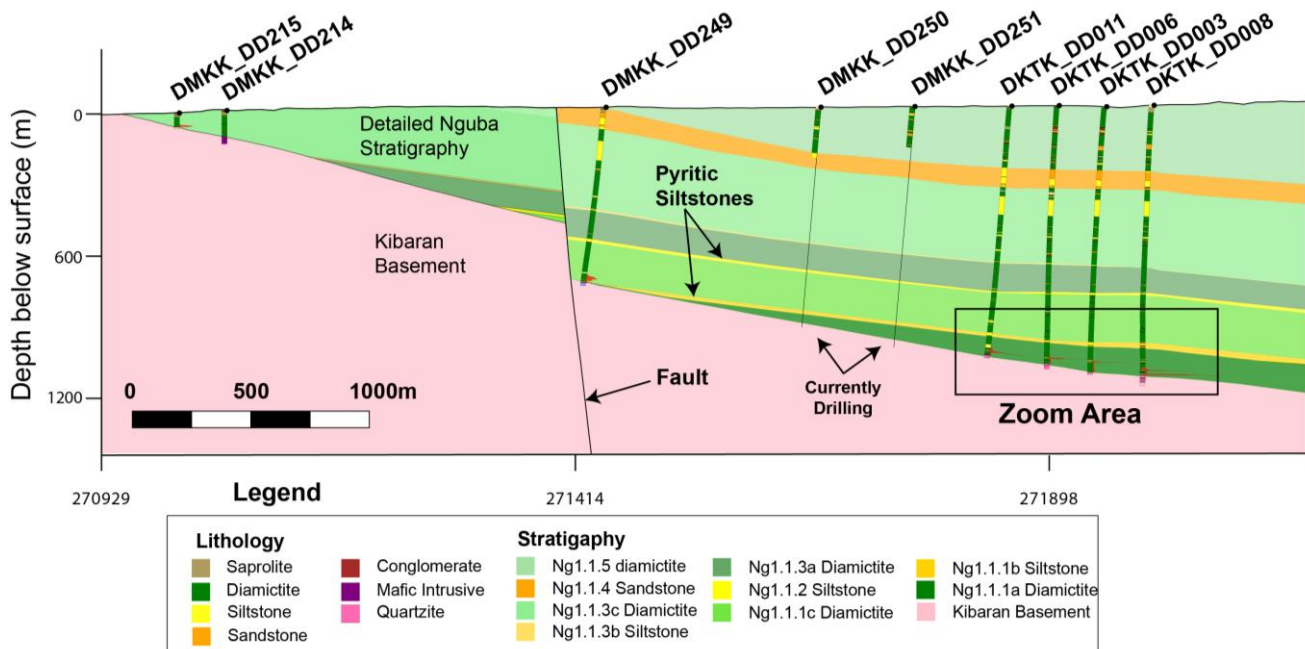 DMKK_DD215
DMKK_DD214
DMKK_DD249
DMKK_DD250
DMKK_DD251
DKTK_DD011
DKTK_DD006
DKTK_DD003
DKTK_DD008
Depth below surface (m)
0
600
1200
Detailed Nguba
Stratigraphy
Pyritic
Siltstones
Kibaran
Basement
0 500 1000m
Fault
Currently
Drilling
Zoom Area
270929
271414
271898
Legend
Lithology
Saprolite
Diamictite
Siltstone
Sandstone
Conglomerate
Mafic Intrusive
Quartzite
Stratigaphy
Ng1.1.5 diamictite
Ng1.1.4 Sandstone
Ng1.1.3c Diamictite
Ng1.1.3b Siltstone
Ng1.1.3a Diamictite
Ng1.1.2 Siltstone
Ng1.1.1c Diamictite
Ng1.1.1b Siltstone
Ng1.1.1a Diamictite
Kibaran Basement